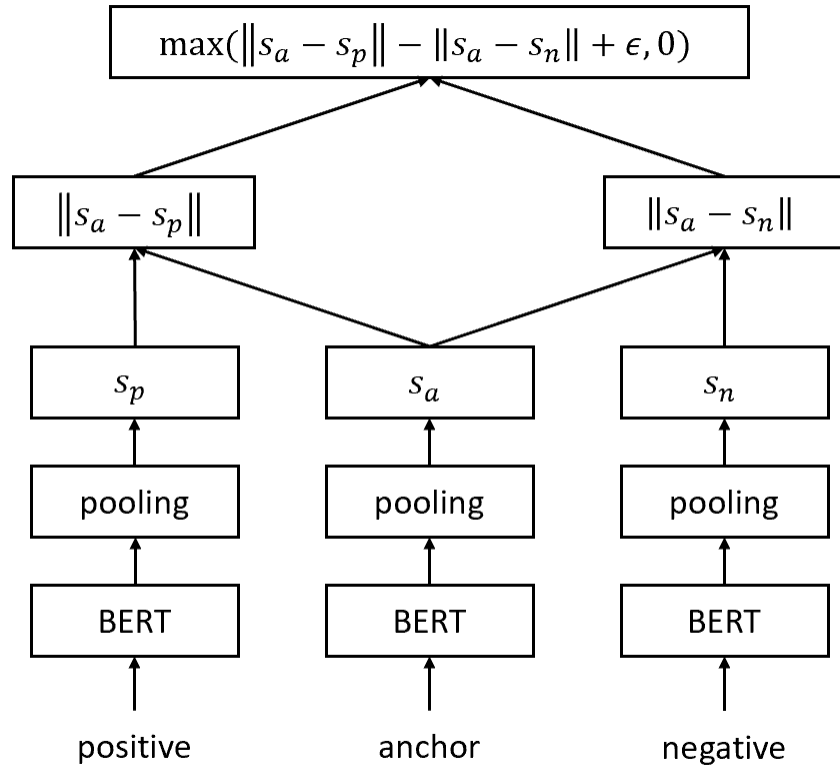 max(‖s_a − s_p‖ − ‖s_a − s_n‖ + ϵ, 0)
‖s_a − s_p‖ ‖s_a − s_n‖
s_p s_a s_n
pooling pooling pooling
BERT BERT BERT
positive anchor negative